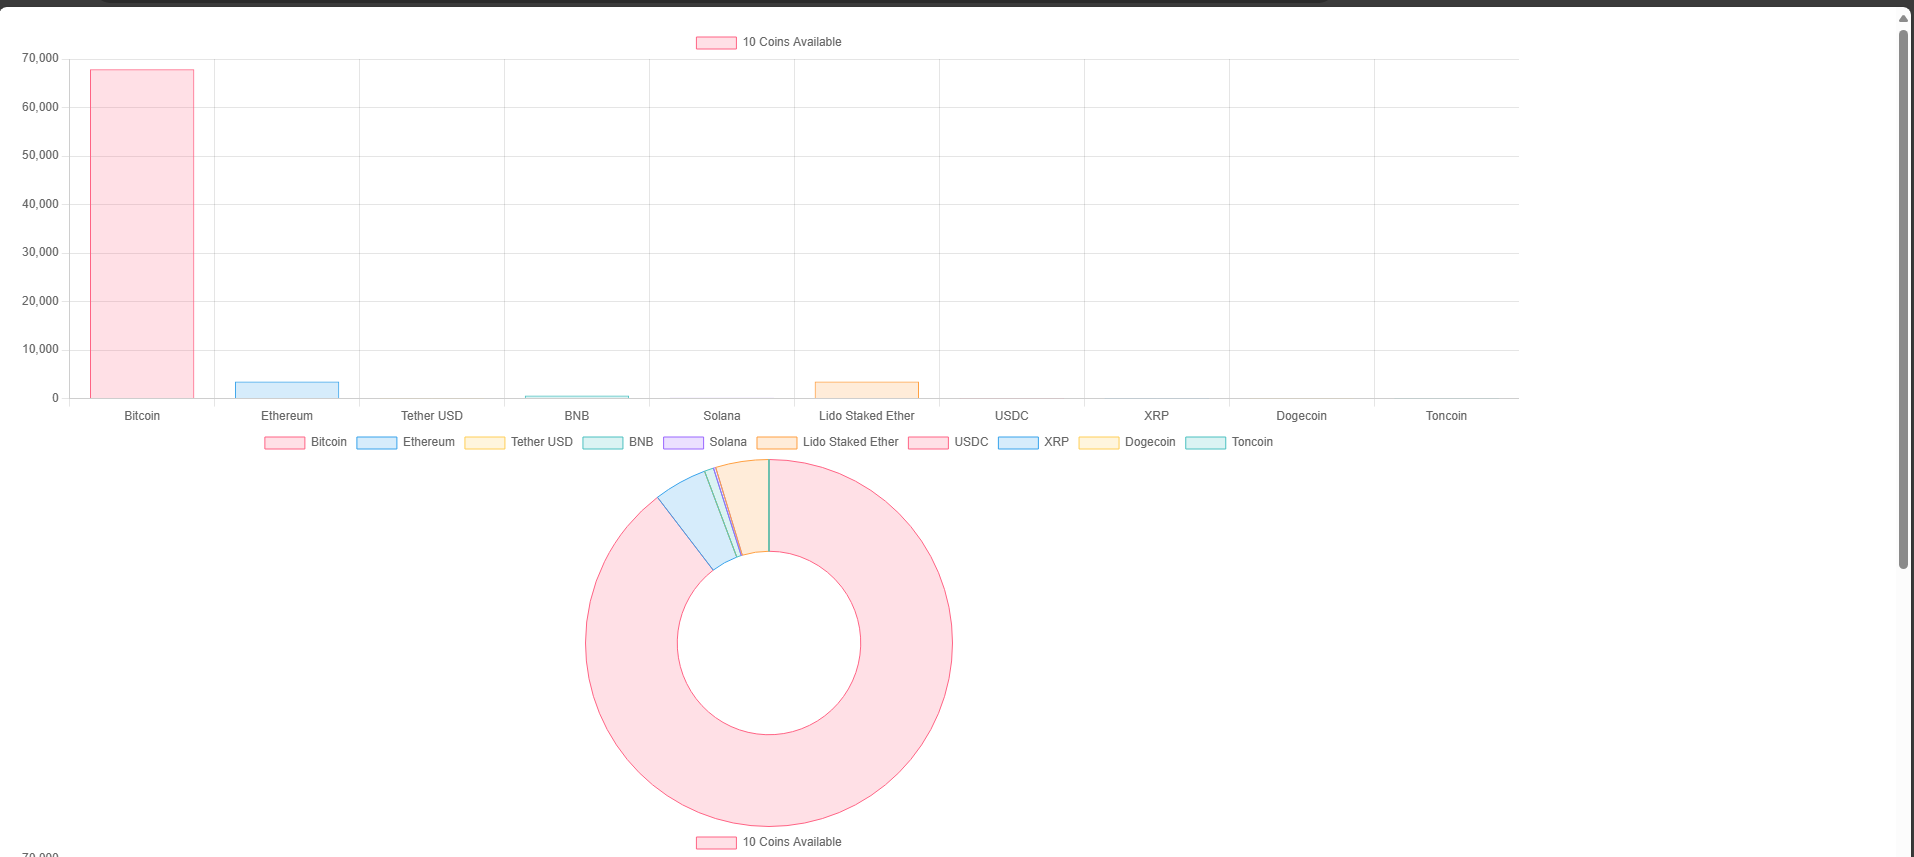 10 Coins Available
70,000
60,000
50,000
40,000
30,000
20,000
10,000
0
Bitcoin Ethereum Tether USD BNB Solana Lido Staked Ether USDC XRP Dogecoin Toncoin
Bitcoin Ethereum Tether USD BNB Solana Lido Staked Ether USDC XRP Dogecoin Toncoin
10 Coins Available
70,000